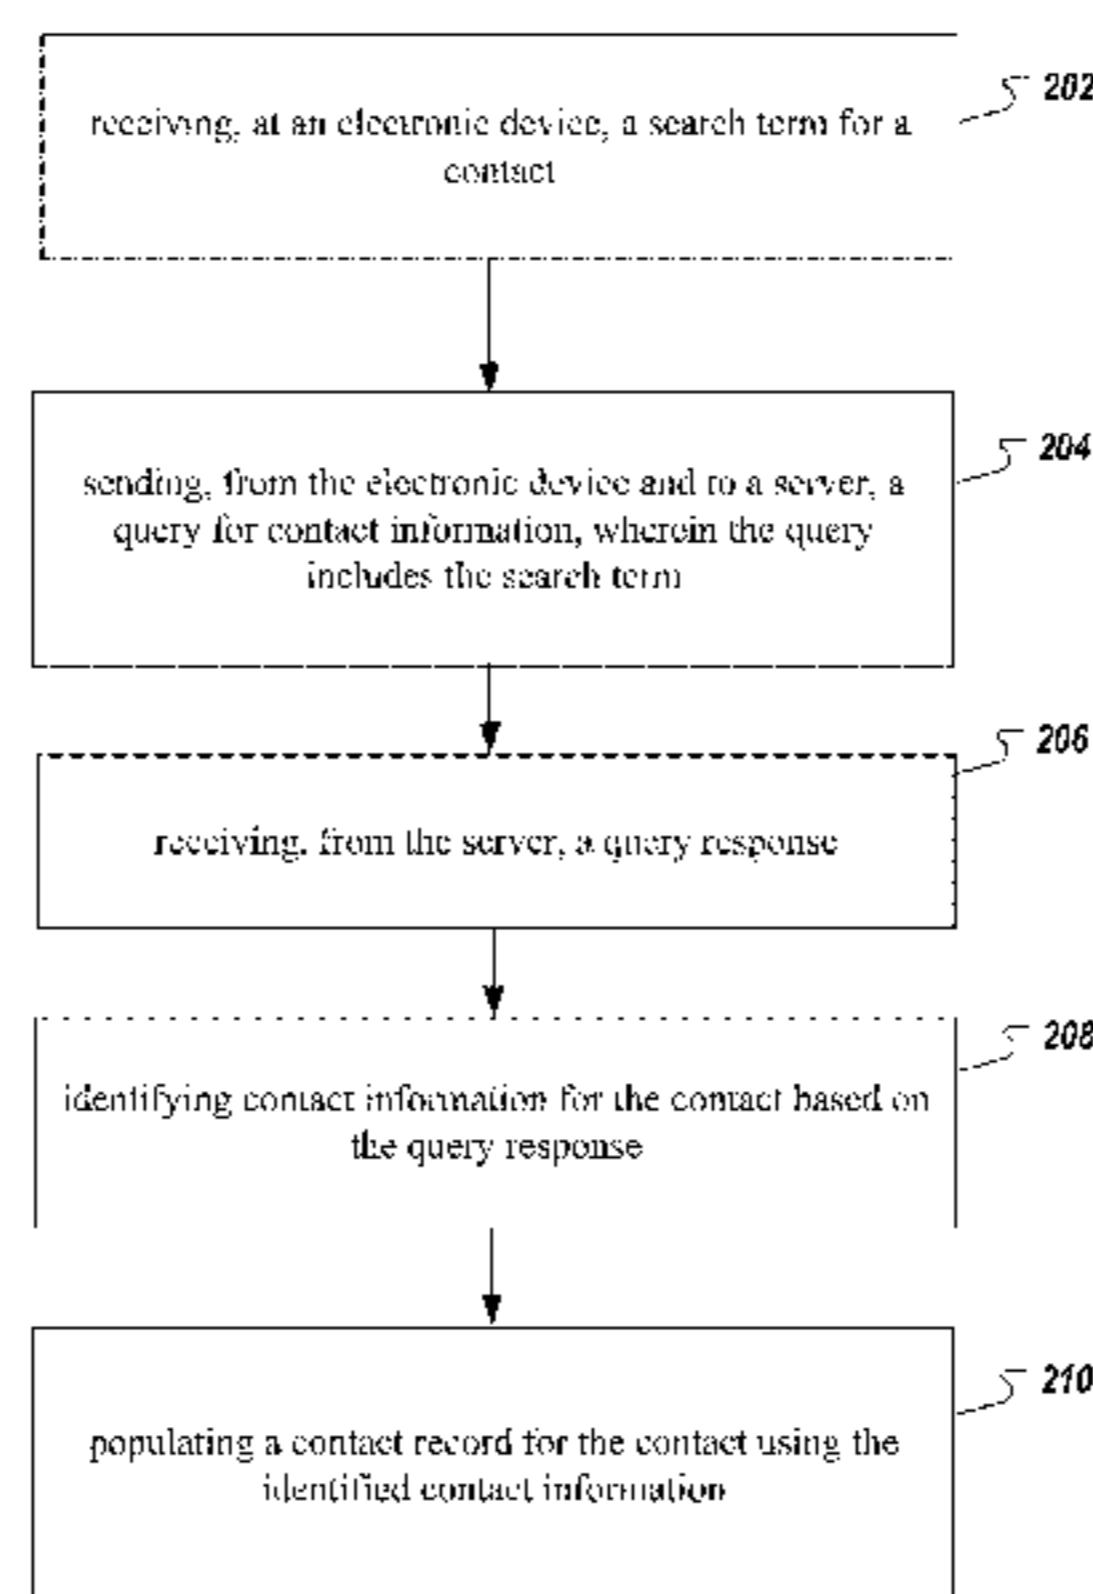 202
receiving, at an electronic device, a search term for a
contact
204
sending, from the electronic device and to a server, a
query for contact information, wherein the query
includes the search term
206
receiving, from the server, a query response
208
identifying contact information for the contact based on
the query response
210
populating a contact record for the contact using the
identified contact information